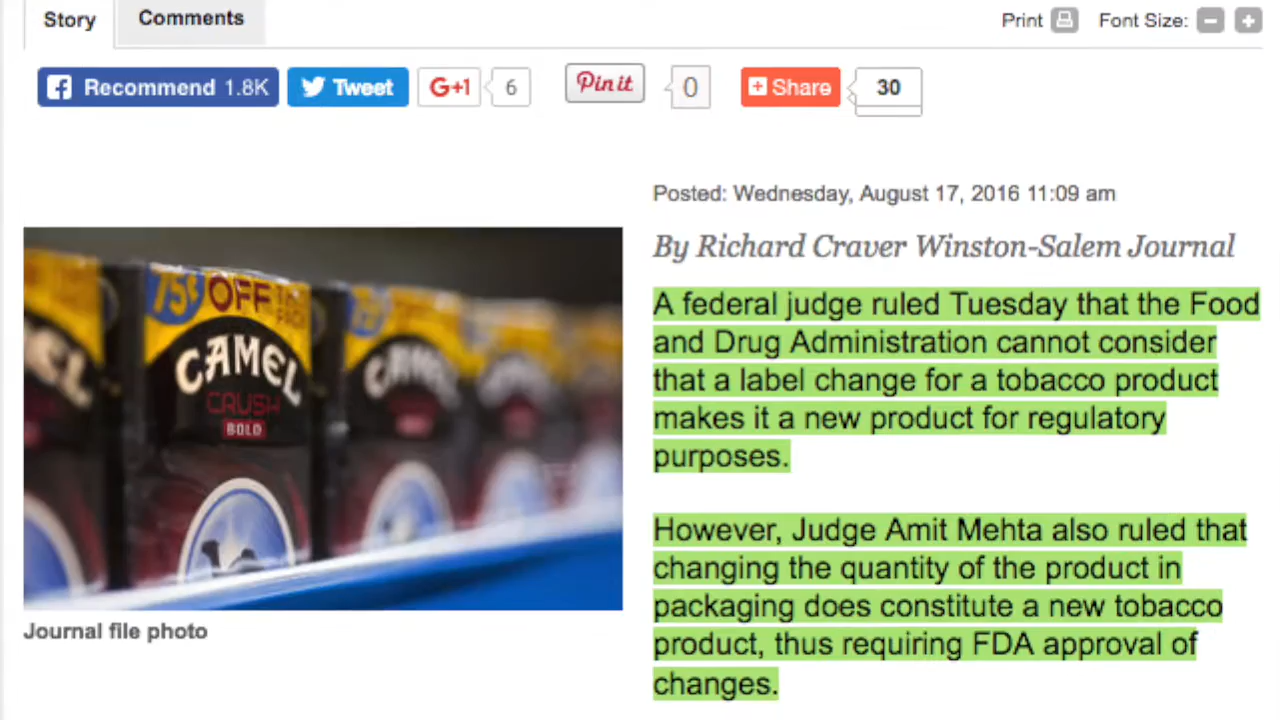 Story
Comments
Print
Font Size:
Recommend 1.8K
Tweet
G+1
6
Pin it
0
Share
30
Posted: Wednesday, August 17, 2016 11:09 am
By Richard Craver Winston-Salem Journal
A federal judge ruled Tuesday that the Food
and Drug Administration cannot consider
that a label change for a tobacco product
makes it a new product for regulatory
purposes.
However, Judge Amit Mehta also ruled that
changing the quantity of the product in
packaging does constitute a new tobacco
product, thus requiring FDA approval of
changes.
75¢ OFF
CAMEL
CRUSH
BOLD
CAMEL
Journal file photo